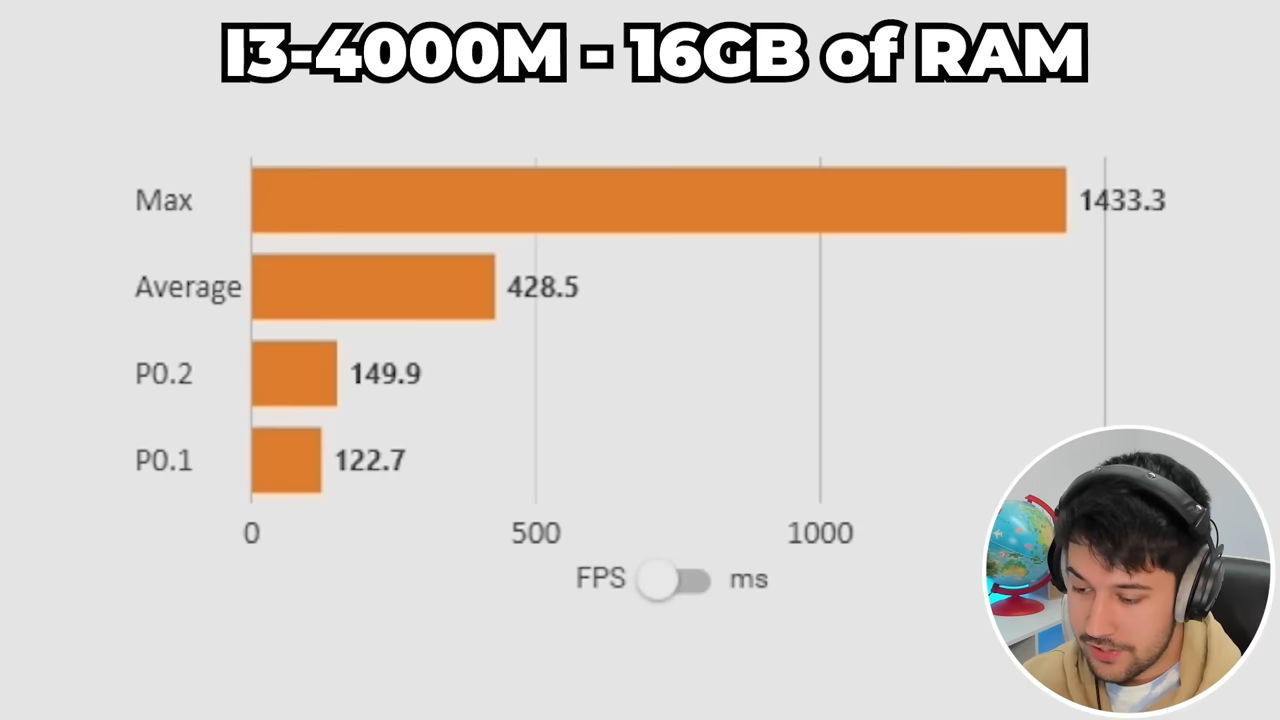 I3-4000M - 16GB of RAM
Max 1433.3
Average 428.5
P0.2 149.9
P0.1 122.7
0 500 1000
FPS ms